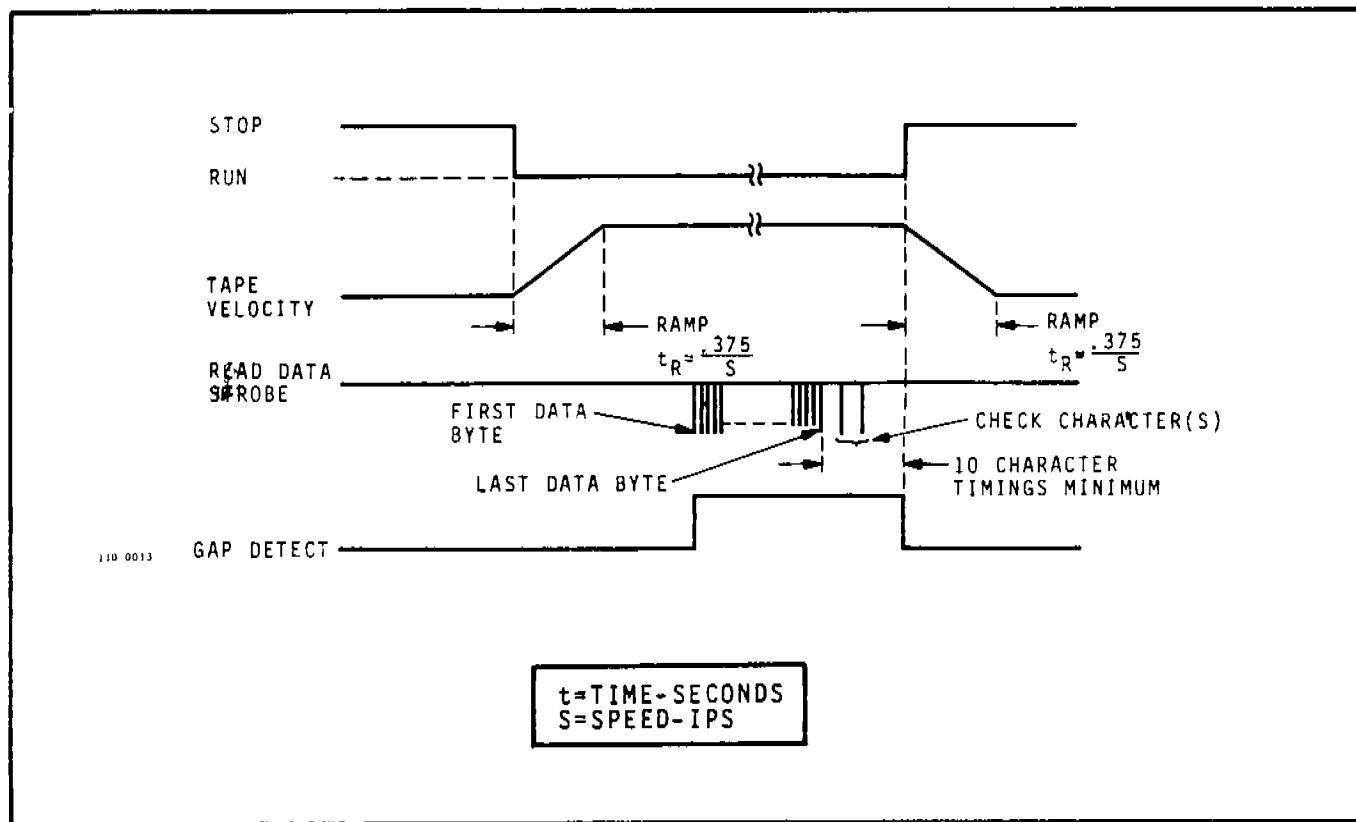 STOP
RUN
TAPE
VELOCITY
RAMP
tR=.375/S
RAMP
tR=.375/S
READ DATA
STROBE
FIRST DATA
BYTE
CHECK CHARACTER(S)
LAST DATA BYTE
10 CHARACTER
TIMINGS MINIMUM
110 0013
GAP DETECT
t=TIME-SECONDS
S=SPEED-IPS